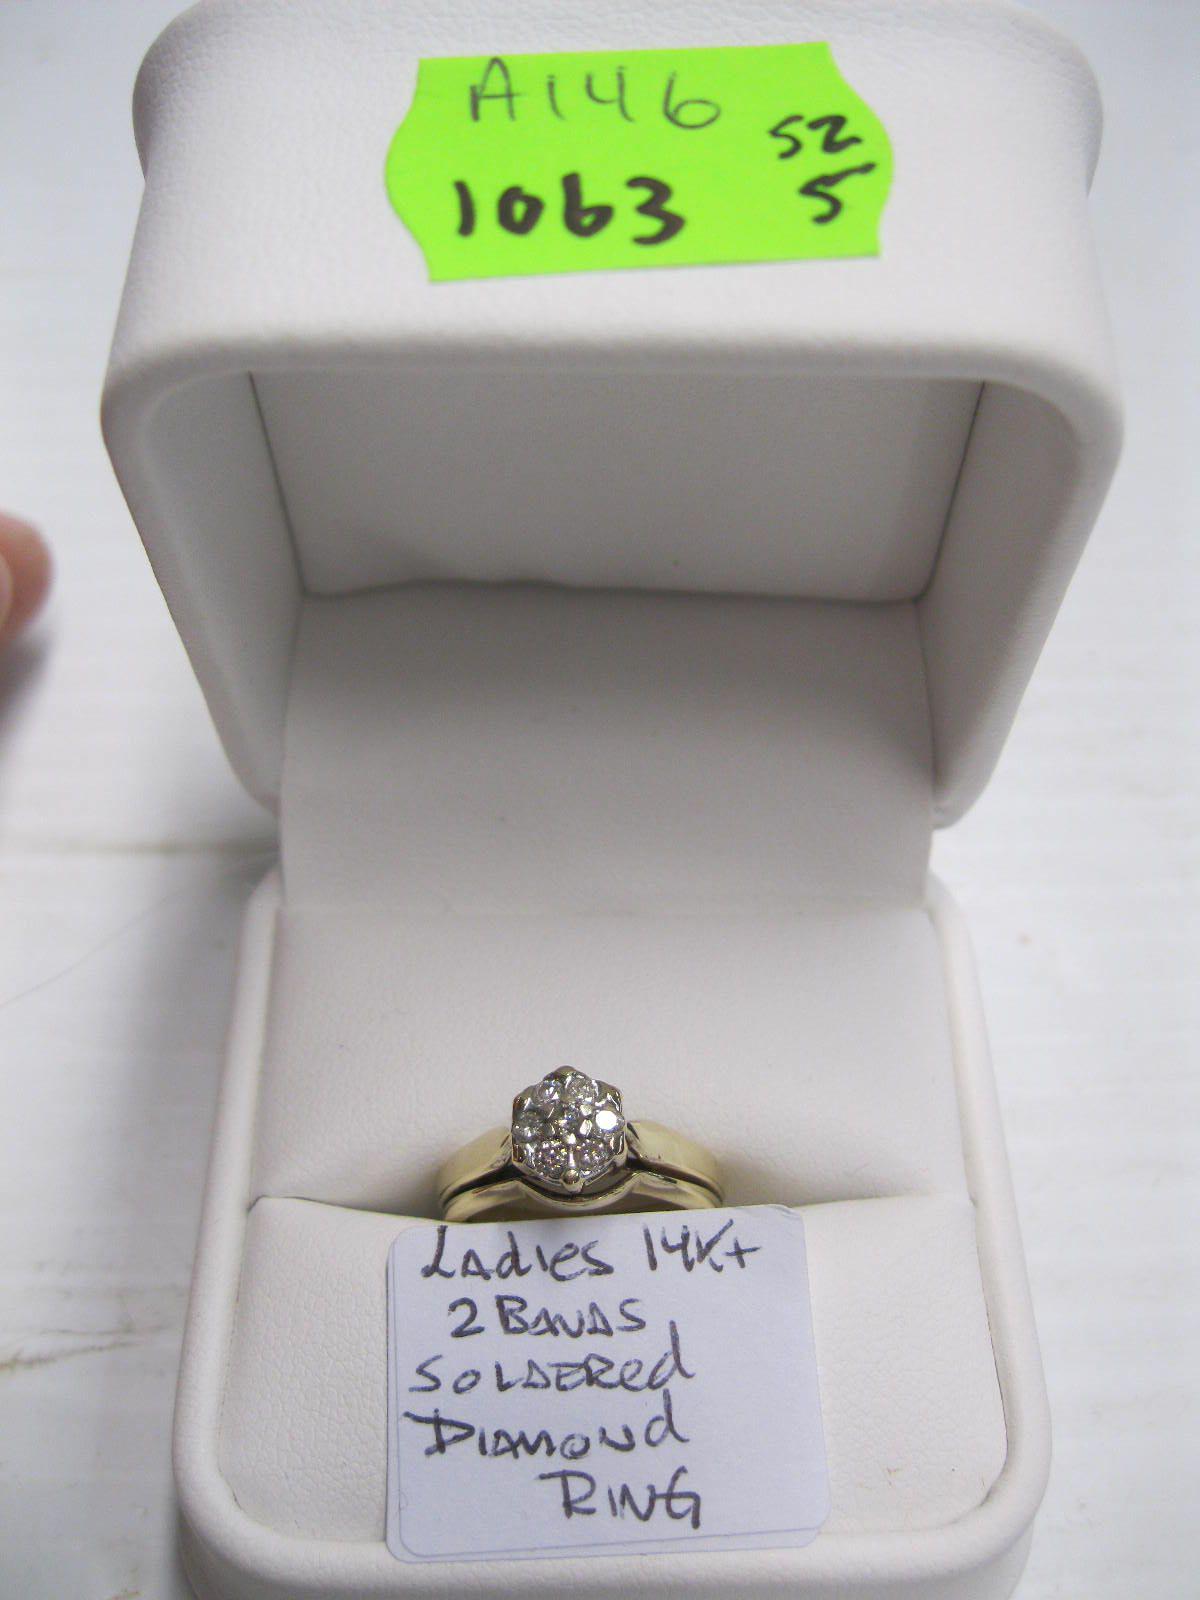 A146
SZ
1063 5
LADIES 14K+
2 BANDS
SOLDERED
DIAMOND
RING